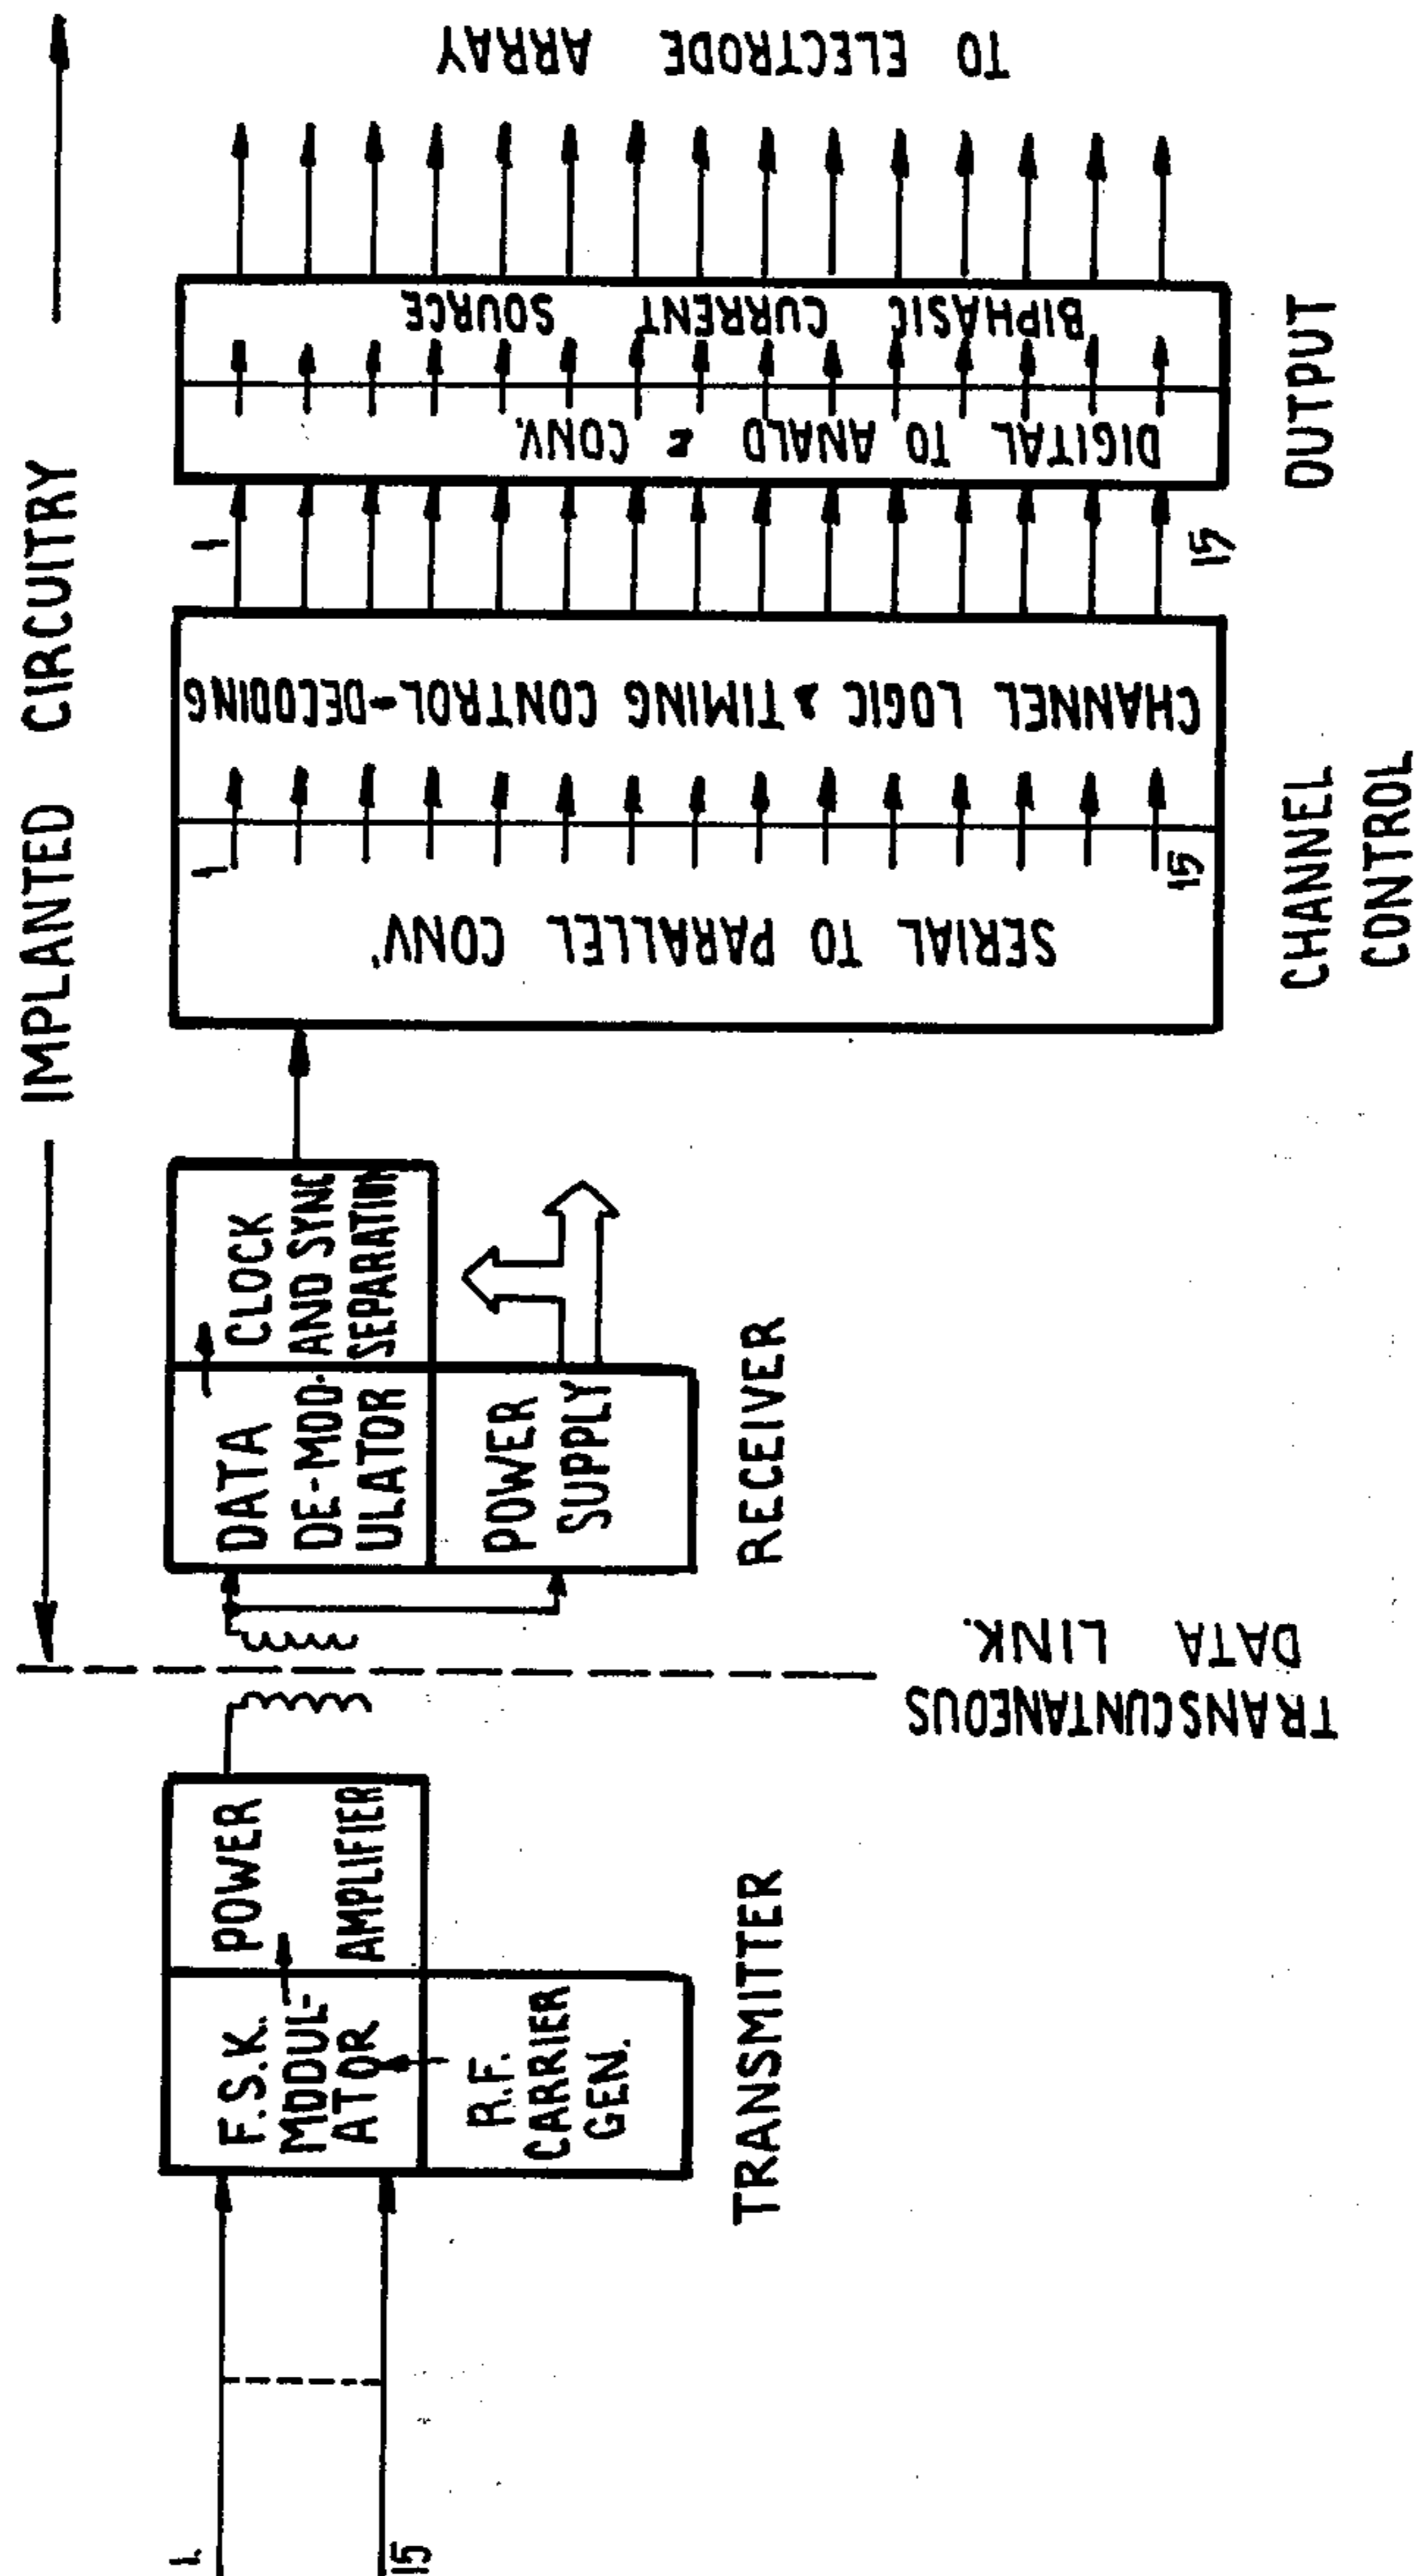 IMPLANTED CIRCUITRY
1.
15
F.S.K.
MODUL-
ATOR
POWER
AMPLIFIER
R.F.
CARRIER
GEN.
TRANSMITTER
TRANSCUNTANEOUS
DATA LINK.
DATA
DE-MOD.
ULATOR
CLOCK
AND SYNC
SEPARATION
POWER
SUPPLY
RECEIVER
SERIAL TO PARALLEL CONV.
1
15
CHANNEL LOGIC & TIMING CONTROL-DECODING
CHANNEL
CONTROL
1
15
DIGITAL TO ANALO G CONV.
BIPHASIC CURRENT SOURCE
OUTPUT
TO ELECTRODE ARRAY